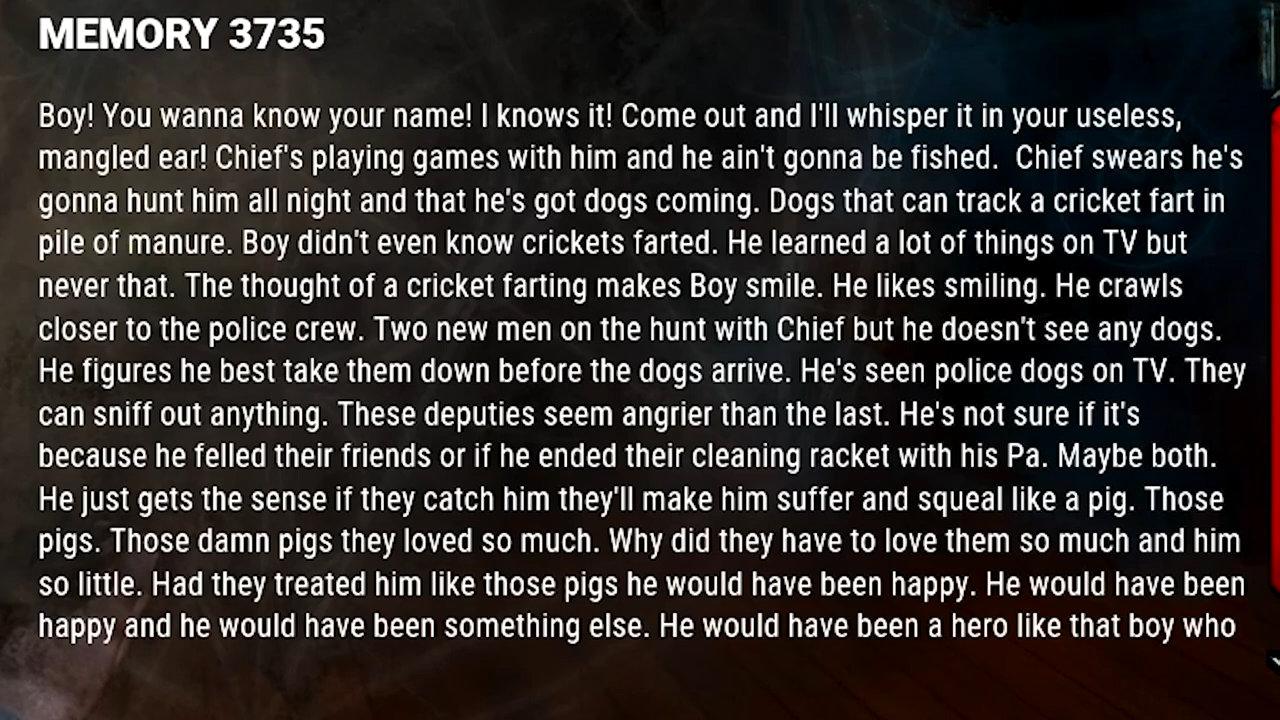 MEMORY 3735
Boy! You wanna know your name! I knows it! Come out and I'll whisper it in your useless,
mangled ear! Chief's playing games with him and he ain't gonna be fished.  Chief swears he's
gonna hunt him all night and that he's got dogs coming. Dogs that can track a cricket fart in
pile of manure. Boy didn't even know crickets farted. He learned a lot of things on TV but
never that. The thought of a cricket farting makes Boy smile. He likes smiling. He crawls
closer to the police crew. Two new men on the hunt with Chief but he doesn't see any dogs.
He figures he best take them down before the dogs arrive. He's seen police dogs on TV. They
can sniff out anything. These deputies seem angrier than the last. He's not sure if it's
because he felled their friends or if he ended their cleaning racket with his Pa. Maybe both.
He just gets the sense if they catch him they'll make him suffer and squeal like a pig. Those
pigs. Those damn pigs they loved so much. Why did they have to love them so much and him
so little. Had they treated him like those pigs he would have been happy. He would have been
happy and he would have been something else. He would have been a hero like that boy who